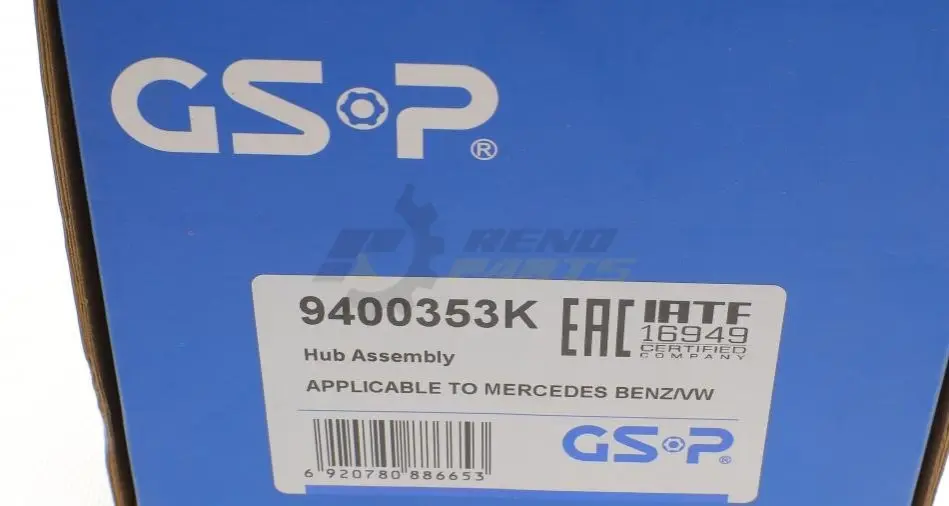 GSP®
RENO
PARTS
9400353K
EAC
IATF
16949
CERTIFIED
COMPANY
Hub Assembly
APPLICABLE TO MERCEDES BENZ/VW
6 920780 886653
GSP®